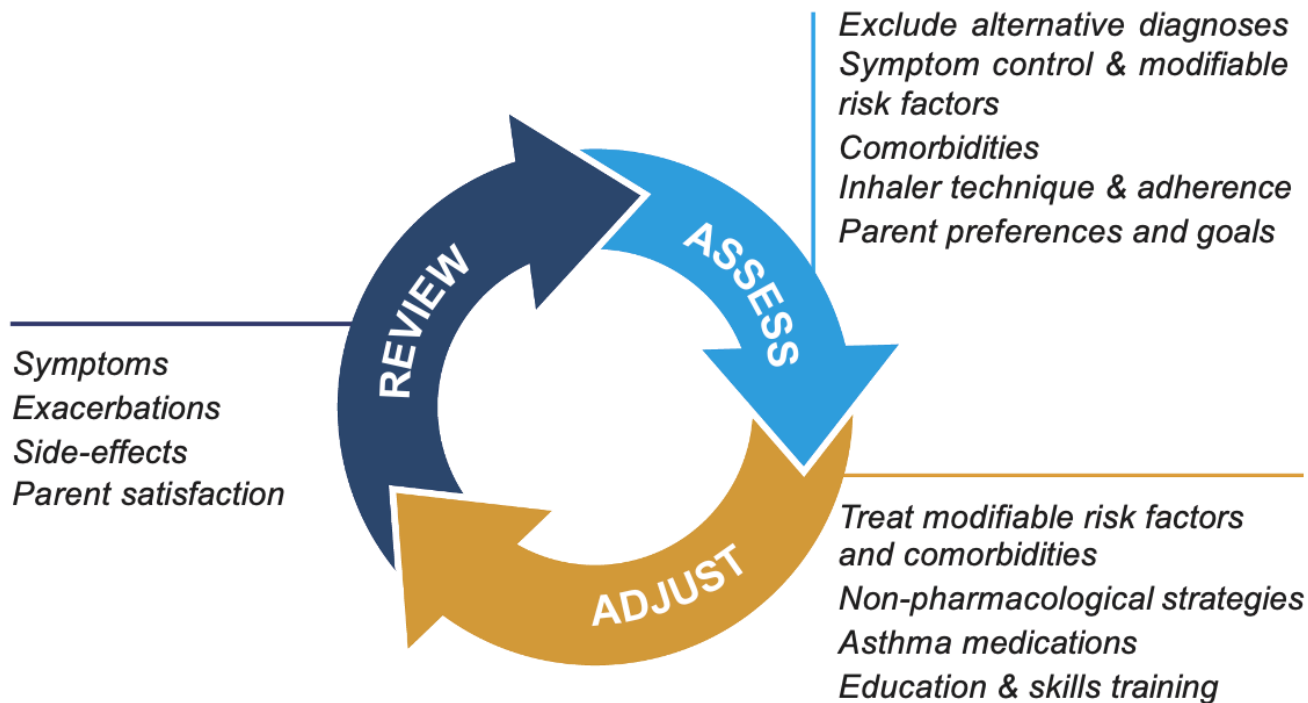 Exclude alternative diagnoses
Symptom control & modifiable
risk factors
Comorbidities
Inhaler technique & adherence
Parent preferences and goals
REVIEW
ASSESS
ADJUST
Symptoms
Exacerbations
Side-effects
Parent satisfaction
Treat modifiable risk factors
and comorbidities
Non-pharmacological strategies
Asthma medications
Education & skills training